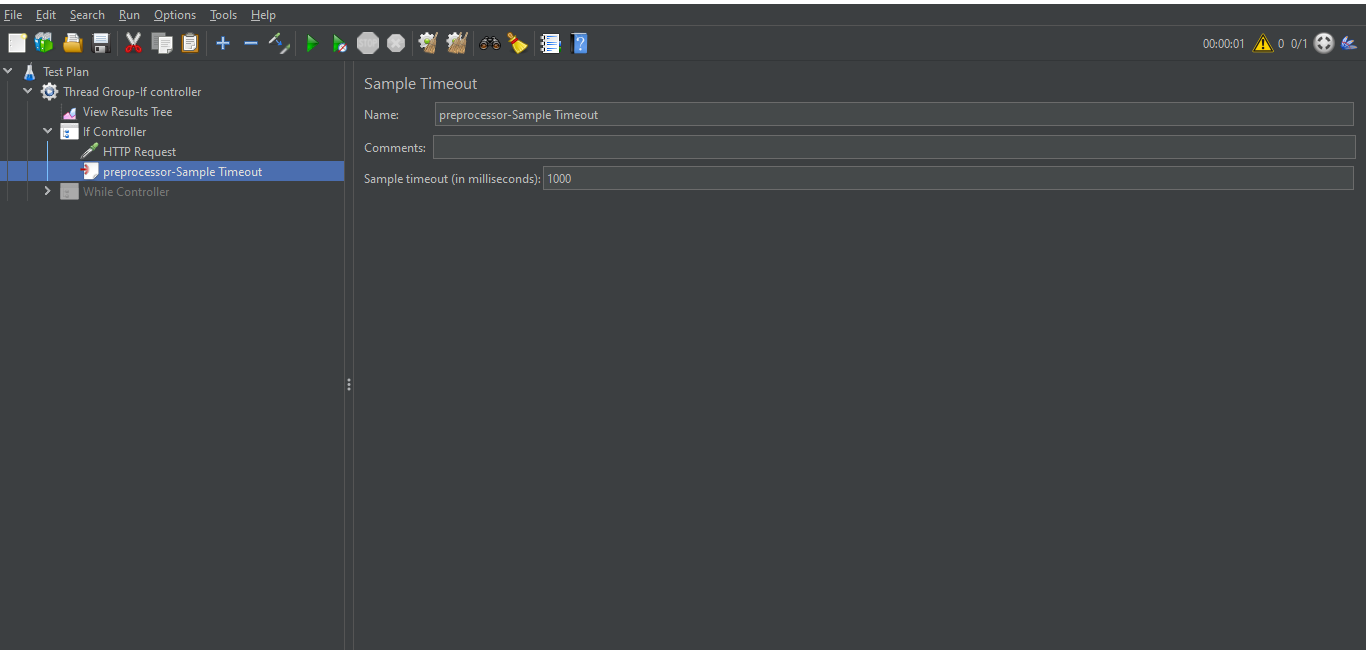 File Edit Search Run Options Tools Help
00:00:01 0 0/1
Test Plan
Thread Group-If controller
View Results Tree
If Controller
HTTP Request
preprocessor-Sample Timeout
While Controller
Sample Timeout
Name: preprocessor-Sample Timeout
Comments:
Sample timeout (in milliseconds): 1000